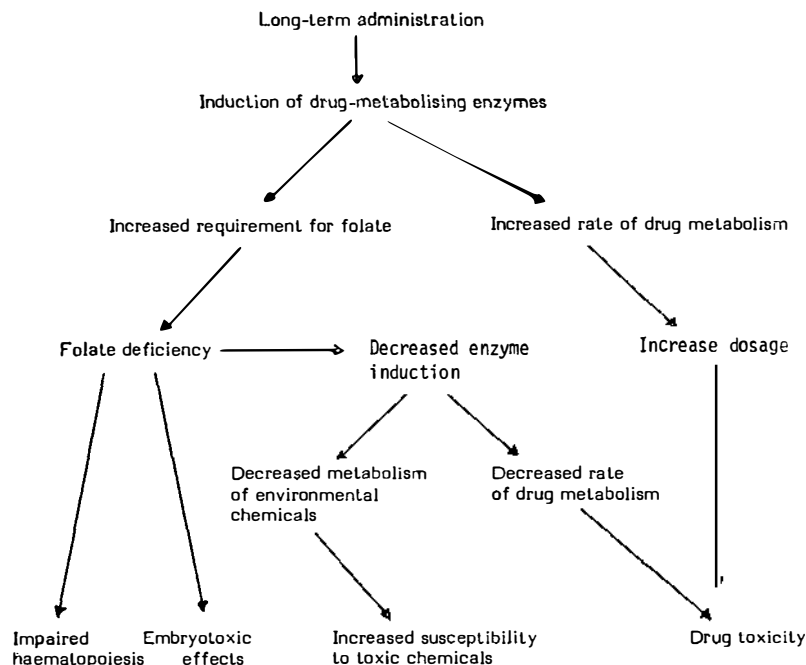 Long-term administration
Induction of drug-metabolising enzymes
Increased requirement for folate
Increased rate of drug metabolism
Folate deficiency
Decreased enzyme
induction
Increase dosage
Decreased metabolism
of environmental
chemicals
Decreased rate
of drug metabolism
Impaired
haematopoiesis
Embryotoxic
effects
Increased susceptibility
to toxic chemicals
Drug toxicity